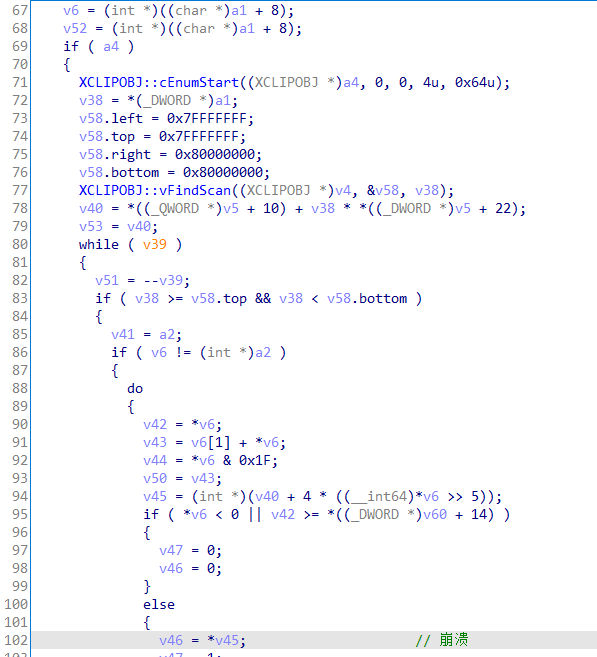 67 v6 = (int *)((char *)a1 + 8);
68 v52 = (int *)((char *)a1 + 8);
69 if ( a4 )
70 {
71 XCLIPOBJ::cEnumStart((XCLIPOBJ *)a4, 0, 0, 4u, 0x64u);
72 v38 = *(_DWORD *)a1;
73 v58.left = 0x7FFFFFFF;
74 v58.top = 0x7FFFFFFF;
75 v58.right = 0x80000000;
76 v58.bottom = 0x80000000;
77 XCLIPOBJ::vFindScan((XCLIPOBJ *)v4, &v58, v38);
78 v40 = *((_QWORD *)v5 + 10) + v38 * *((_DWORD *)v5 + 22);
79 v53 = v40;
80 while ( v39 )
81 {
82 v51 = --v39;
83 if ( v38 >= v58.top && v38 < v58.bottom )
84 {
85 v41 = a2;
86 if ( v6 != (int *)a2 )
87 {
88 do
89 {
90 v42 = *v6;
91 v43 = v6[1] + *v6;
92 v44 = *v6 & 0x1F;
93 v50 = v43;
94 v45 = (int *)(v40 + 4 * ((__int64)*v6 >> 5));
95 if ( *v6 < 0 || v42 >= *((_DWORD *)v60 + 14) )
96 {
97 v47 = 0;
98 v46 = 0;
99 }
100 else
101 {
102 v46 = *v45; // 崩溃